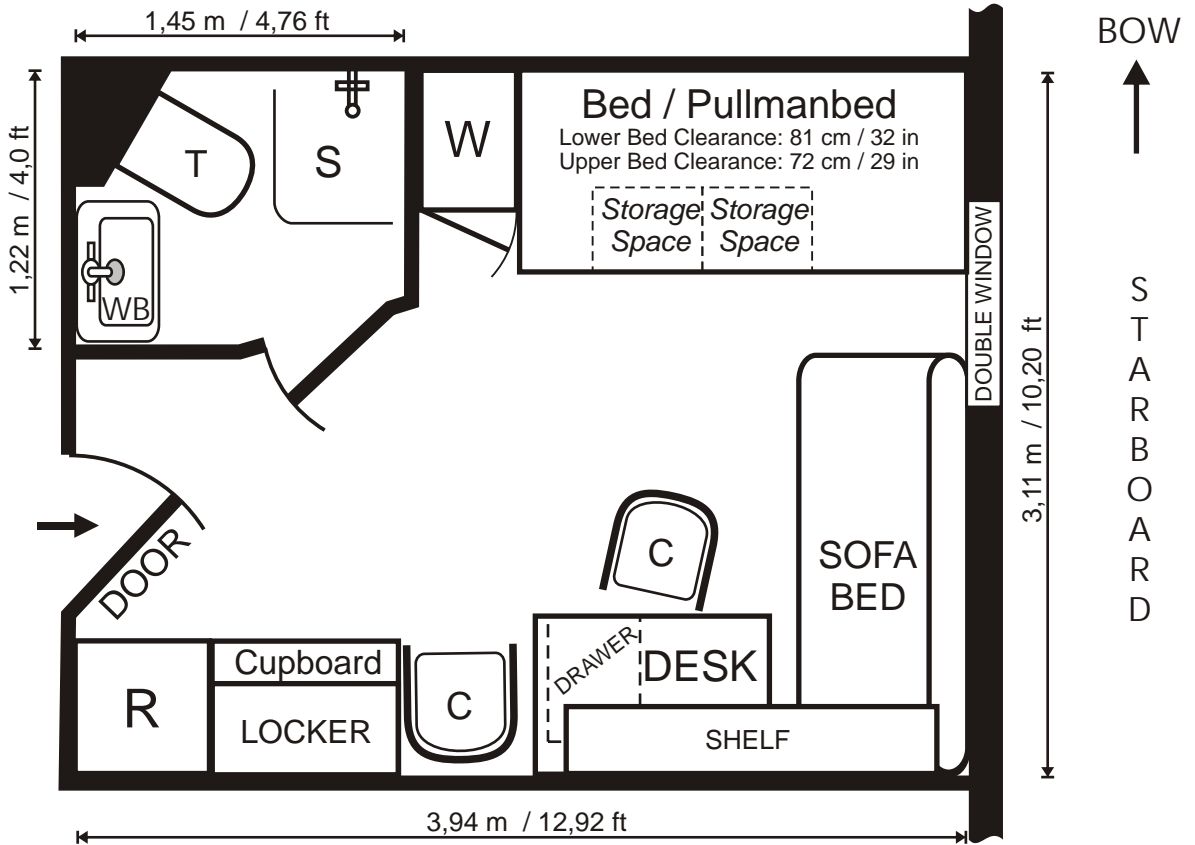 1,45 m / 4,76 ft
BOW
1,22 m / 4,0 ft
T
S
W
Bed / Pullmanbed
Lower Bed Clearance: 81 cm / 32 in
Upper Bed Clearance: 72 cm / 29 in
Storage Space
Storage Space
WB
DOUBLE WINDOW
3,11 m / 10,20 ft
STARBOARD
DOOR
C
SOFA
BED
R
Cupboard
LOCKER
C
DRAWER
DESK
SHELF
3,94 m / 12,92 ft